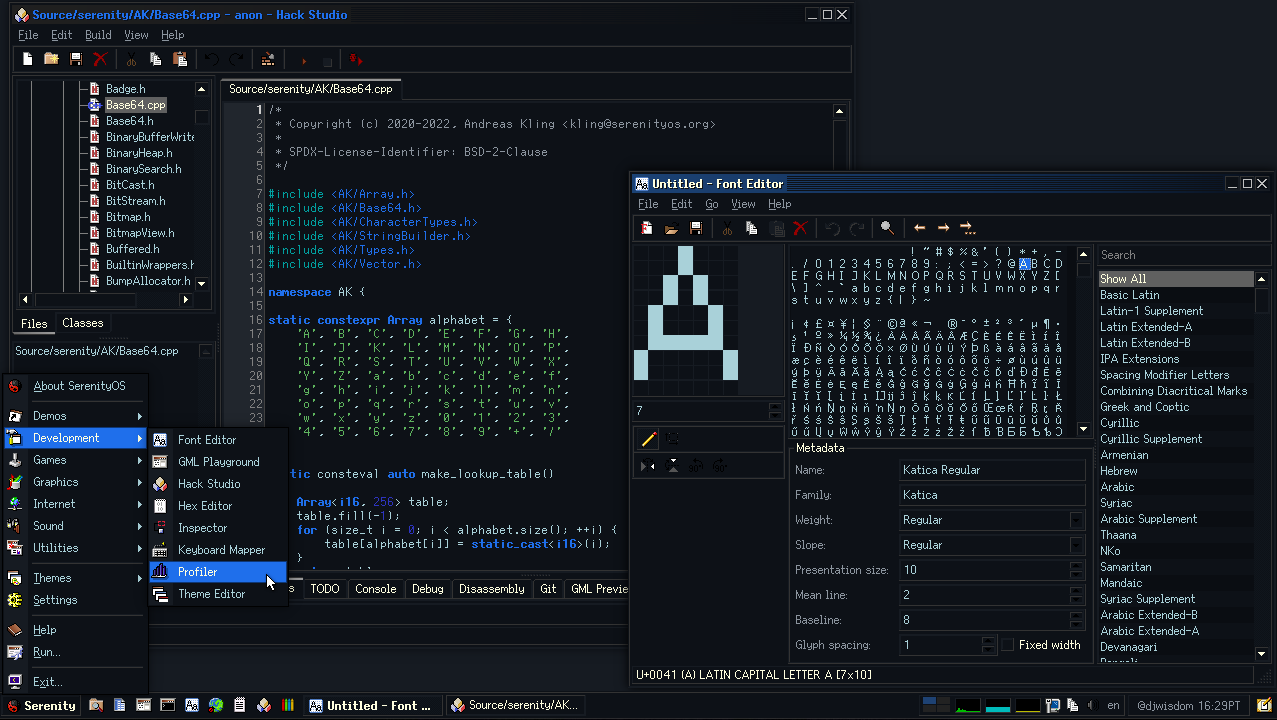 Source/serenity/AK/Base64.cpp - anon - Hack Studio
File Edit Build View Help
Badge.h
Base64.cpp
Base64.h
BinaryBufferWrite
BinaryHeap.h
BinarySearch.h
BitCast.h
BitStream.h
Bitmap.h
BitmapView.h
Buffered.h
BuiltinWrappers.h
BumpAllocator.h
Files Classes
Source/serenity/AK/Base64.cpp
Source/serenity/AK/Base64.cpp
1 /*
2 * Copyright (c) 2020-2022, Andreas Kling <kling@serenityos.org>
3 *
4 * SPDX-License-Identifier: BSD-2-Clause
5 */
6
7 #include <AK/Array.h>
8 #include <AK/Base64.h>
9 #include <AK/CharacterTypes.h>
10 #include <AK/StringBuilder.h>
11 #include <AK/Types.h>
12 #include <AK/Vector.h>
13
14 namespace AK {
15
16 static constexpr Array alphabet = {
17 'A', 'B', 'C', 'D', 'E', 'F', 'G', 'H',
18 'I', 'J', 'K', 'L', 'M', 'N', 'O', 'P',
19 'Q', 'R', 'S', 'T', 'U', 'V', 'W', 'X',
20 'Y', 'Z', 'a', 'b', 'c', 'd', 'e', 'f',
21 'g', 'h', 'i', 'j', 'k', 'l', 'm', 'n',
22 'o', 'p', 'q', 'r', 's', 't', 'u', 'v',
23 'w', 'x', 'y', 'z', '0', '1', '2', '3',
'4', '5', '6', '7', '8', '9', '+', '/'
tic consteval auto make_lookup_table()
Array<i16, 256> table;
table.fill(-1);
for (size_t i = 0; i < alphabet.size(); ++i) {
table[alphabet[i]] = static_cast<i16>(i);
}
TODO Console Debug Disassembly Git GML Previe
About SerenityOS
Demos
Development
Games
Graphics
Internet
Sound
Utilities
Themes
Settings
Help
Run...
Exit...
Font Editor
GML Playground
Hack Studio
Hex Editor
Inspector
Keyboard Mapper
Profiler
Theme Editor
Untitled - Font Editor
File Edit Go View Help
! " # $ % & ' ( ) * + , -
. / 0 1 2 3 4 5 6 7 8 9 : ; < = > ? @ A B C D
E F G H I J K L M N O P Q R S T U V W X Y Z [
\ ] ^ _ ` a b c d e f g h i j k l m n o p q r
s t u v w x y z { | } ~
7
Metadata
Name: Katica Regular
Family: Katica
Weight: Regular
Slope: Regular
Presentation size: 10
Mean line: 2
Baseline: 8
Glyph spacing: 1 Fixed width
Search
Show All
Basic Latin
Latin-1 Supplement
Latin Extended-A
Latin Extended-B
IPA Extensions
Spacing Modifier Letters
Combining Diacritical Marks
Greek and Coptic
Cyrillic
Cyrillic Supplement
Armenian
Hebrew
Arabic
Syriac
Arabic Supplement
Thaana
NKo
Samaritan
Mandaic
Syriac Supplement
Arabic Extended-B
Arabic Extended-A
Devanagari
U+0041 (A) LATIN CAPITAL LETTER A [7x10]
Serenity
Untitled - Font ...
Source/serenity/AK...
en
@djwisdom 16:29PT